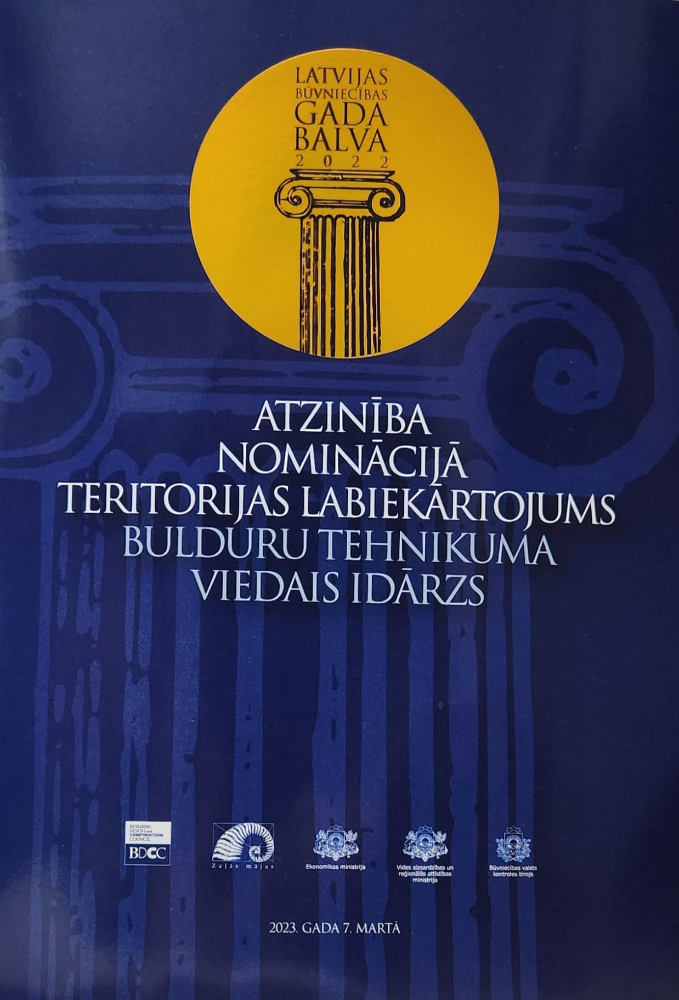 LATVIJAS
BŪVNIECĪBAS
GADA
BALVA
2022
ATZINĪBA
NOMINĀCIJĀ
TERITORIJAS LABIEKĀRTOJUMS
BULDURU TEHNIKUMA
VIEDAIS IDĀRZS
BUILDING
DESIGN and
CONSTRUCTION
COUNCIL
BDCC
Zaļās mājas
Ekonomikas ministrija
Vides aizsardzības un
reģionālās attīstības
ministrija
Būvniecības valsts
kontroles birojs
2023. GADA 7. MARTĀ